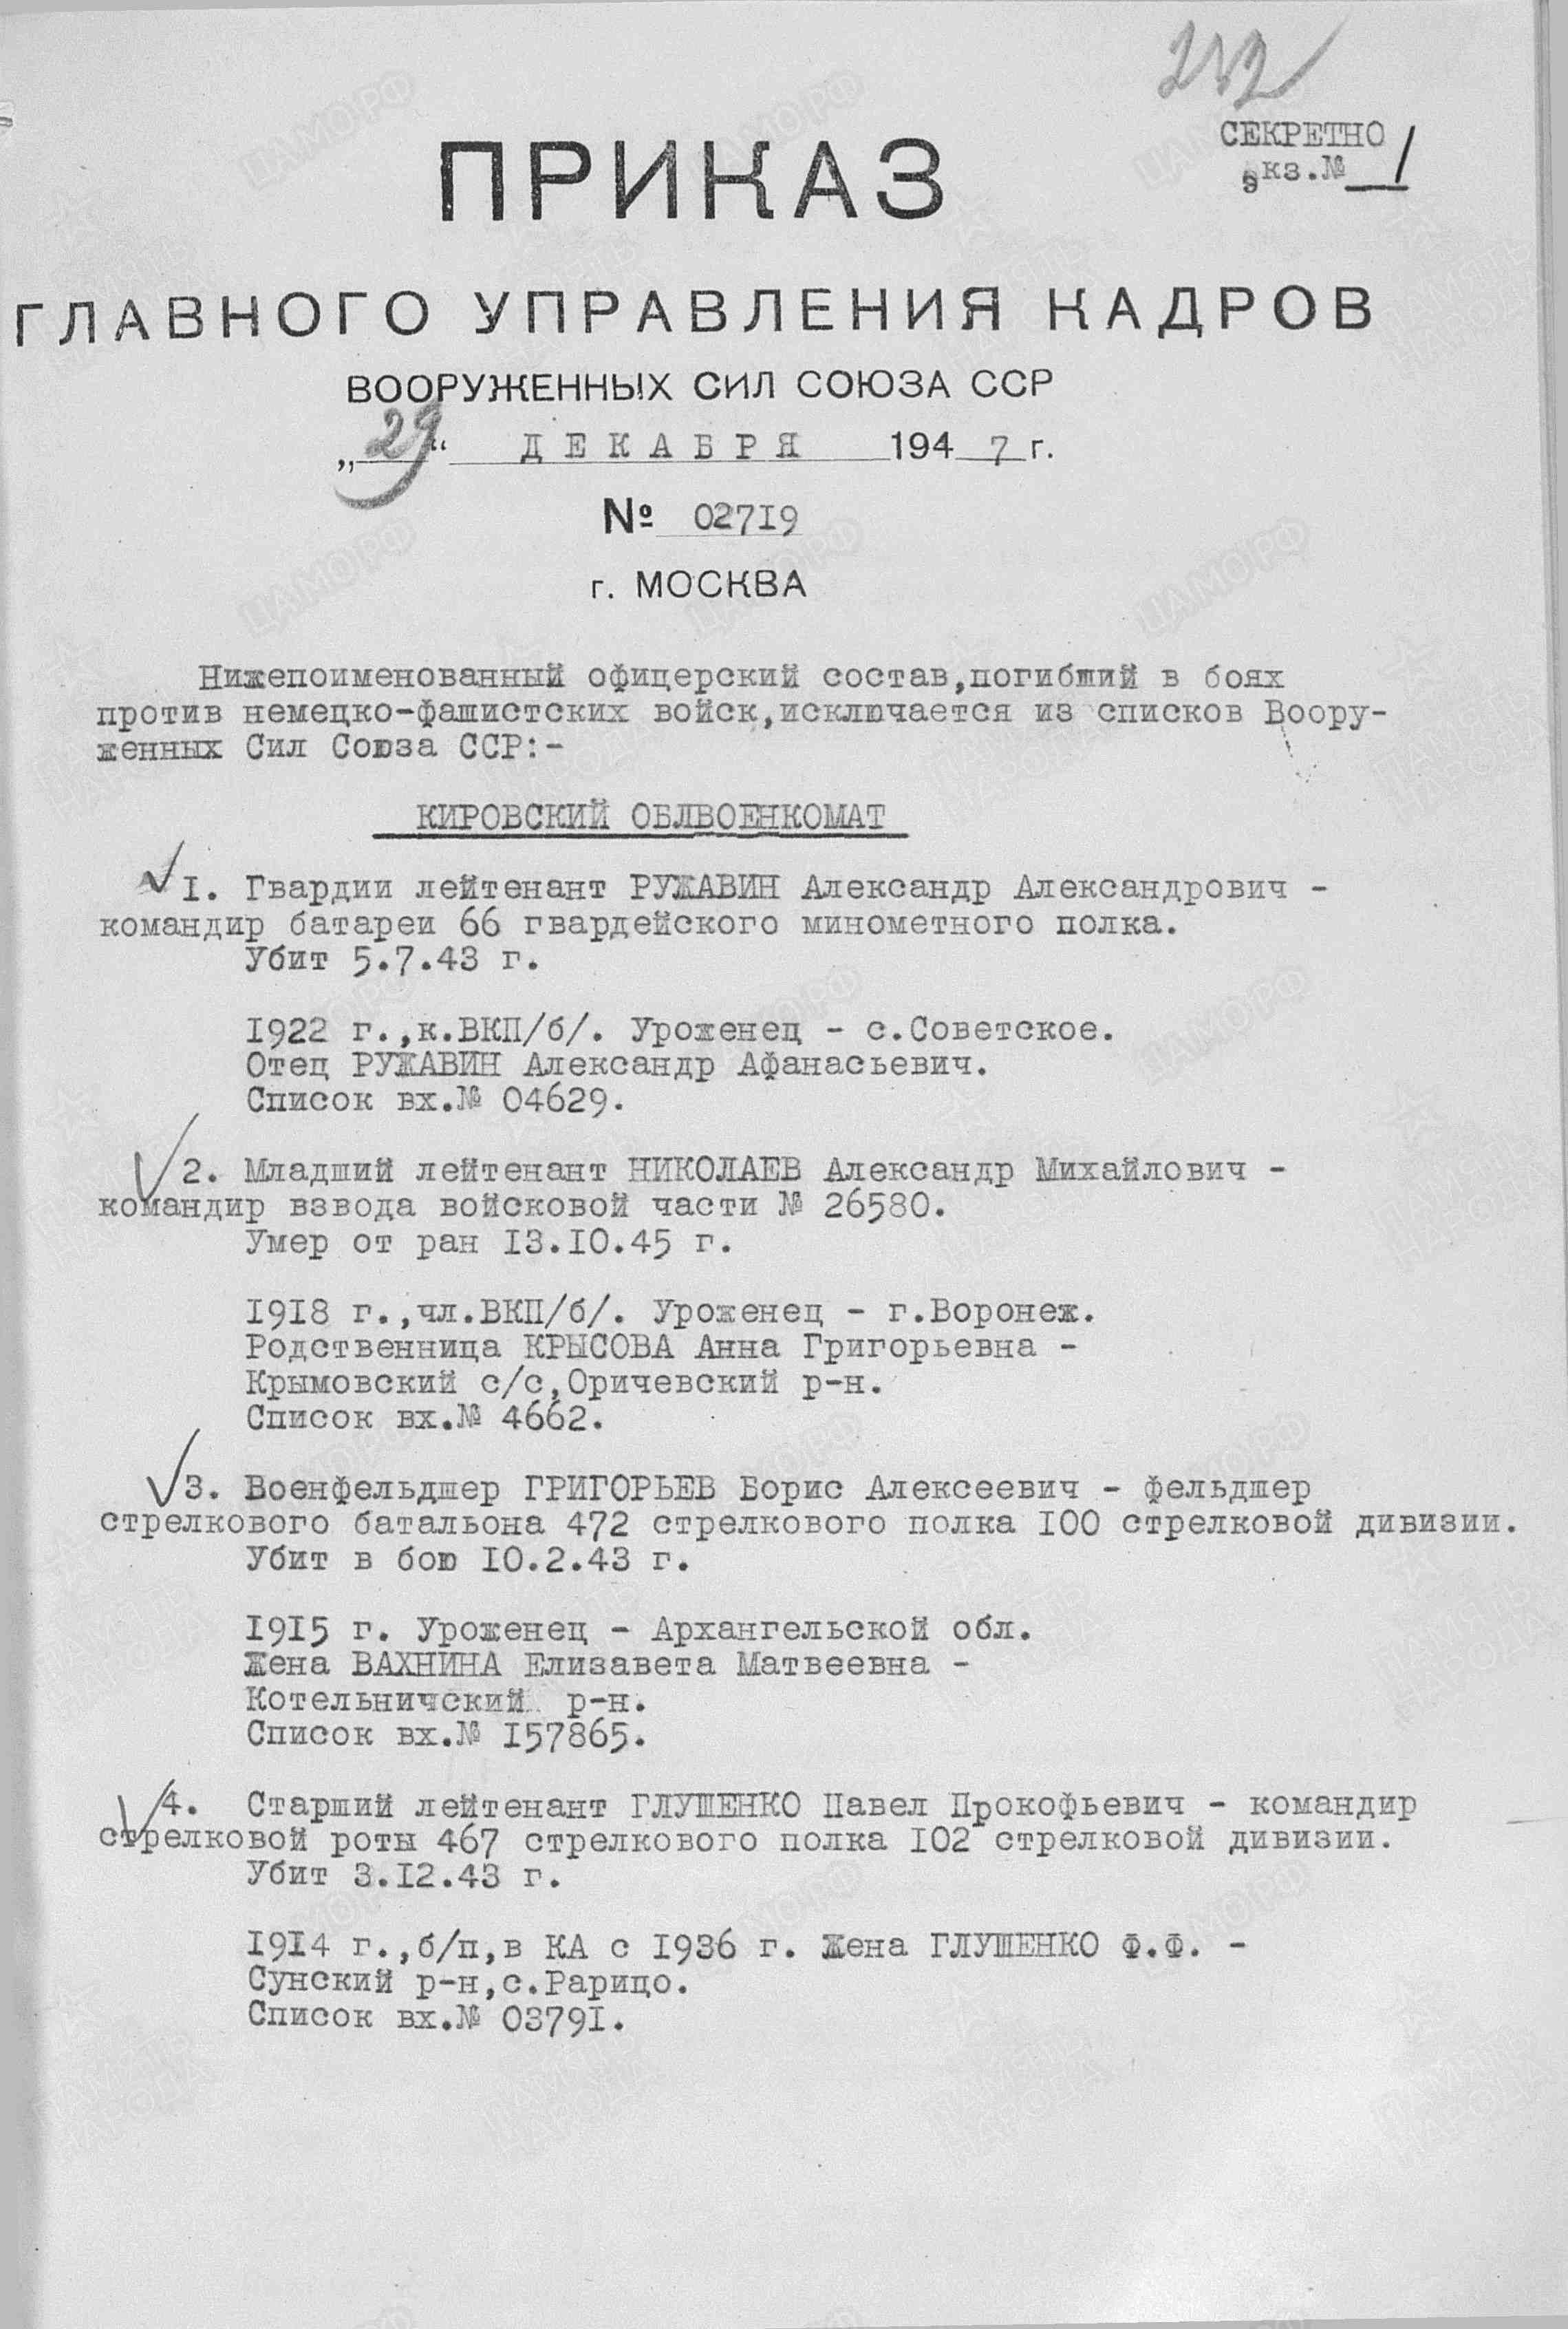 212
СЕКРЕТНО
экз.№ 1
ПРИКАЗ
ГЛАВНОГО УПРАВЛЕНИЯ КАДРОВ
ВООРУЖЕННЫХ СИЛ СОЮЗА ССР
„29“ ДЕКАБРЯ 1947 г.
№ 02719
г. МОСКВА
Нижепоименованный офицерский состав,погибший в боях
против немецко-фашистских войск,исключается из списков Воору-
женных Сил Союза ССР:-
КИРОВСКИЙ ОБЛВОЕНКОМАТ
1. Гвардии лейтенант РУЖАВИН Александр Александрович -
командир батареи 66 гвардейского минометного полка.
Убит 5.7.43 г.
1922 г.,к.ВКП/б/. Уроженец - с.Советское.
Отец РУЖАВИН Александр Афанасьевич.
Список вх.№ 04629.
2. Младший лейтенант НИКОЛАЕВ Александр Михайлович -
командир взвода войсковой части № 26580.
Умер от ран 13.10.45 г.
1918 г.,чл.ВКП/б/. Уроженец - г.Воронеж.
Родственница КРЫСОВА Анна Григорьевна -
Крымовский с/с,Оричевский р-н.
Список вх.№ 4662.
3. Военфельдшер ГРИГОРЬЕВ Борис Алексеевич - фельдшер
стрелкового батальона 472 стрелкового полка 100 стрелковой дивизии.
Убит в бою 10.2.43 г.
1915 г. Уроженец - Архангельской обл.
Жена ВАХНИНА Елизавета Матвеевна -
Котельничский р-н.
Список вх.№ 157865.
4. Старший лейтенант ГЛУШЕНКО Павел Прокофьевич - командир
стрелковой роты 467 стрелкового полка 102 стрелковой дивизии.
Убит 3.12.43 г.
1914 г.,б/п,в КА с 1936 г. Жена ГЛУШЕНКО Ф.Ф. -
Сунский р-н,с.Рарицо.
Список вх.№ 03791.